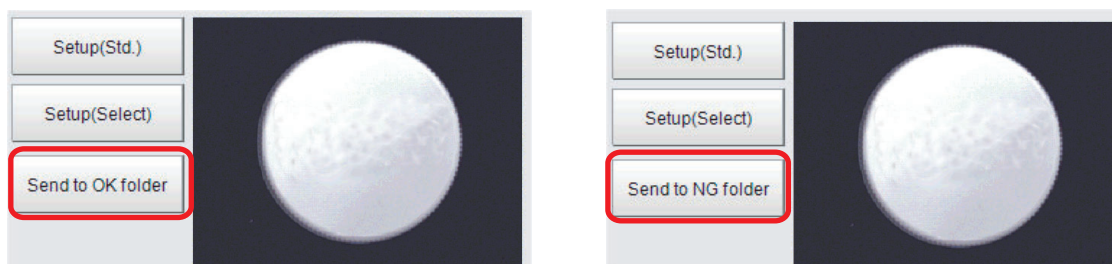 Setup(Std.)
Setup(Select)
Send to OK folder
Setup(Std.)
Setup(Select)
Send to NG folder